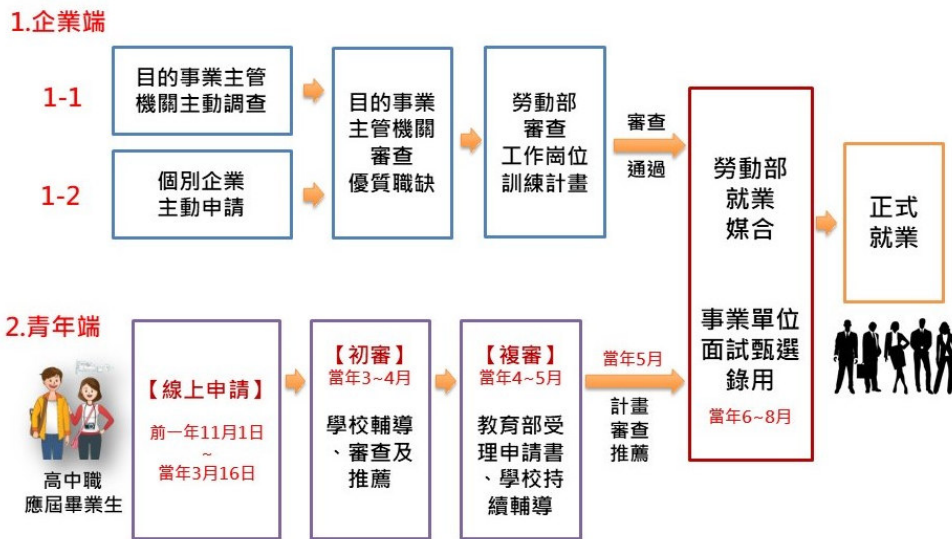 1.企業端
1-1
目的事業主管
機關主動調查
1-2
個別企業
主動申請
目的事業
主管機關
審查
優質職缺
勞動部
審查
工作崗位
訓練計畫
審查
通過
勞動部
就業
媒合
事業單位
面試甄選
錄用
當年6~8月
正式
就業
2.青年端
高中職
應屆畢業生
【線上申請】
前一年11月1日
~
當年3月16日
【初審】
當年3~4月
學校輔導
、審查及
推薦
【複審】
當年4~5月
教育部受
理申請書
、學校持
續輔導
當年5月
計畫
審查
推薦